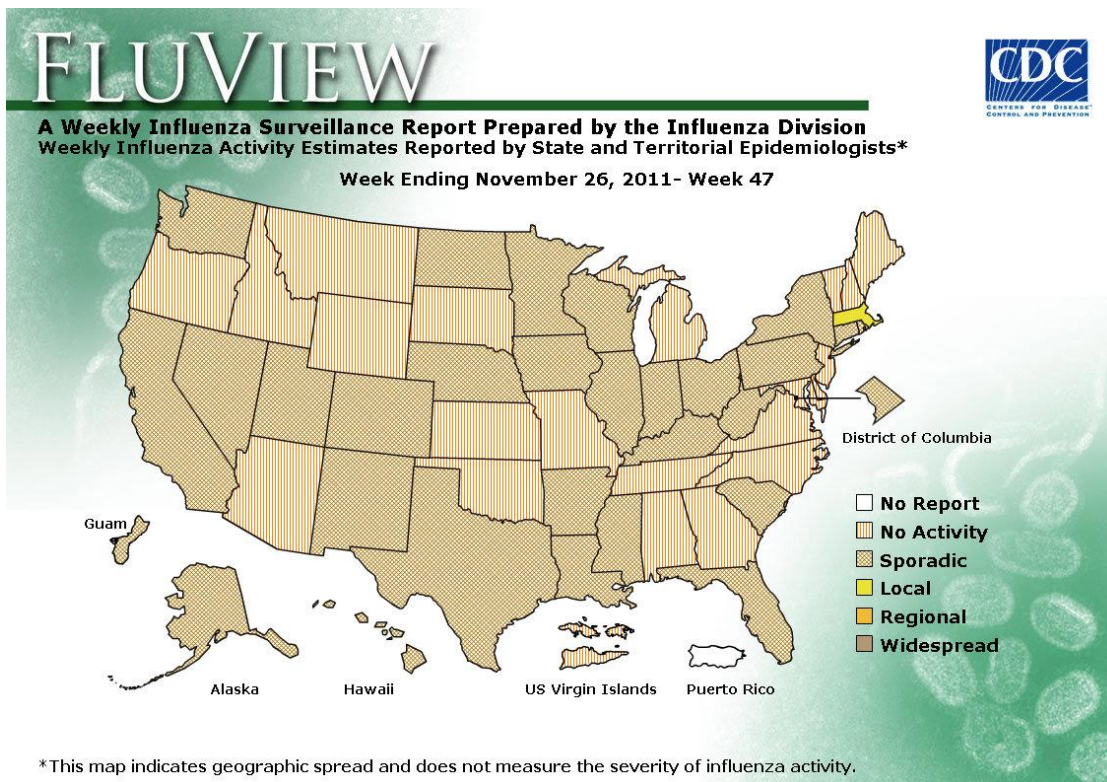 FLUVIEW
CDC
CENTERS FOR DISEASE™
CONTROL AND PREVENTION
A Weekly Influenza Surveillance Report Prepared by the Influenza Division
Weekly Influenza Activity Estimates Reported by State and Territorial Epidemiologists*
Week Ending November 26, 2011- Week 47
District of Columbia
Guam
No Report
No Activity
Sporadic
Local
Regional
Widespread
Alaska
Hawaii
US Virgin Islands
Puerto Rico
*This map indicates geographic spread and does not measure the severity of influenza activity.